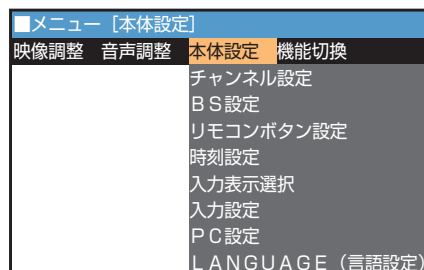 ■メニュー［本体設定］
映像調整 音声調整 本体設定 機能切換
チャンネル設定
ＢＳ設定
リモコンボタン設定
時刻設定
入力表示選択
入力設定
ＰＣ設定
ＬＡＮＧＵＡＧＥ（言語設定）